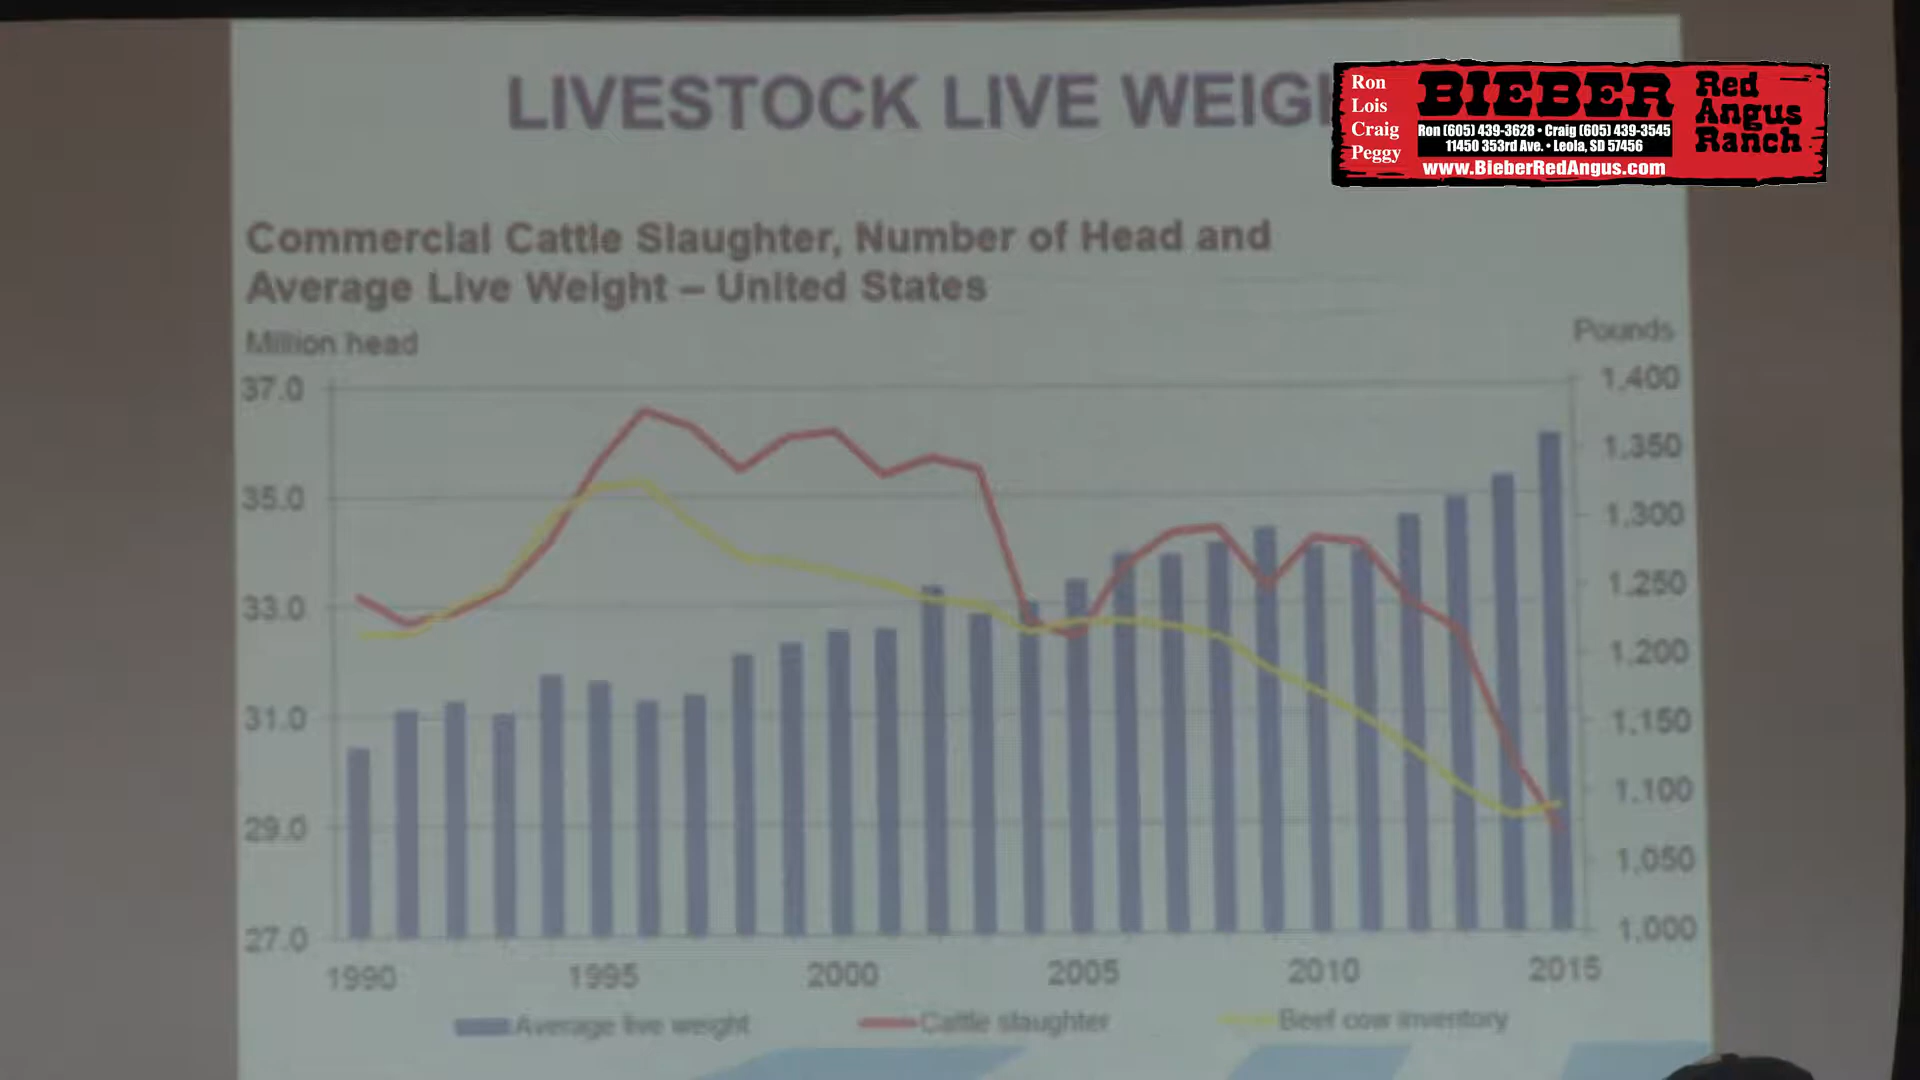 LIVESTOCK LIVE WEIGH
Ron
Lois
Craig
Peggy
BIEBER
Ron (605) 439-3628 • Craig (605) 439-3545
11450 353rd Ave. • Leola, SD 57456
www.BieberRedAngus.com
Red
Angus
Ranch
Commercial Cattle Slaughter, Number of Head and
Average Live Weight – United States
Million head
Pounds
37.0
35.0
33.0
31.0
29.0
27.0
1,400
1,350
1,300
1,250
1,200
1,150
1,100
1,050
1,000
1990 1995 2000 2005 2010 2015
Average live weight Cattle slaughter Beef cow inventory